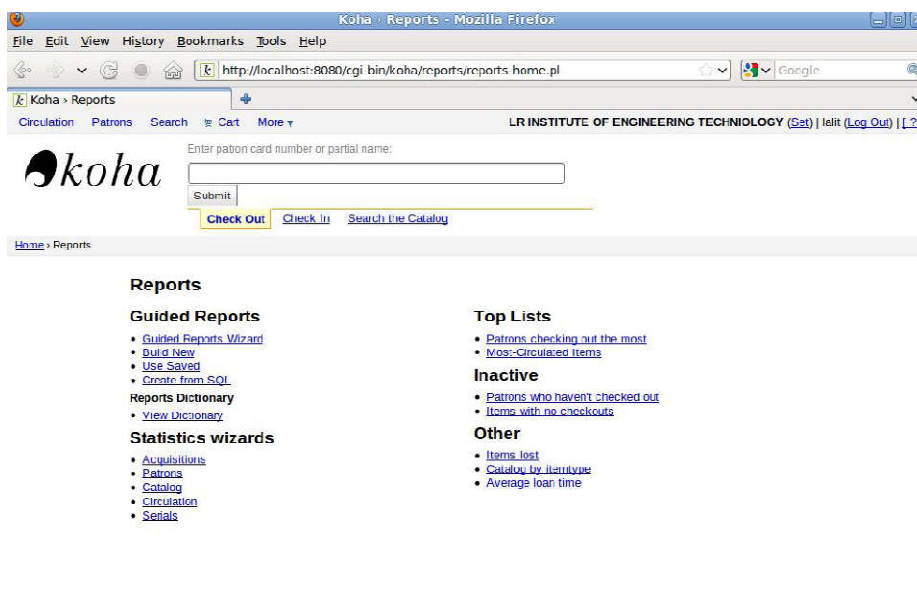 Koha › Reports - Mozilla Firefox
File Edit View History Bookmarks Tools Help
http://localhost:8080/cgi-bin/koha/reports/reports-home.pl
Google
Koha › Reports
Circulation Patrons Search Cart More
LR INSTITUTE OF ENGINEERING TECHNIOLOGY (Set) | lalit (Log Out) | [ ?
koha
Enter patron card number or partial name:
Submit
Check Out Check In Search the Catalog
Home › Reports
Reports
Guided Reports
• Guided Reports Wizard
• Build New
• Use Saved
• Create from SQL
Reports Dictionary
• View Dictionary
Statistics wizards
• Acquisitions
• Patrons
• Catalog
• Circulation
• Serials
Top Lists
• Patrons checking out the most
• Most-Circulated Items
Inactive
• Patrons who haven't checked out
• Items with no checkouts
Other
• Items lost
• Catalog by itemtype
• Average loan time